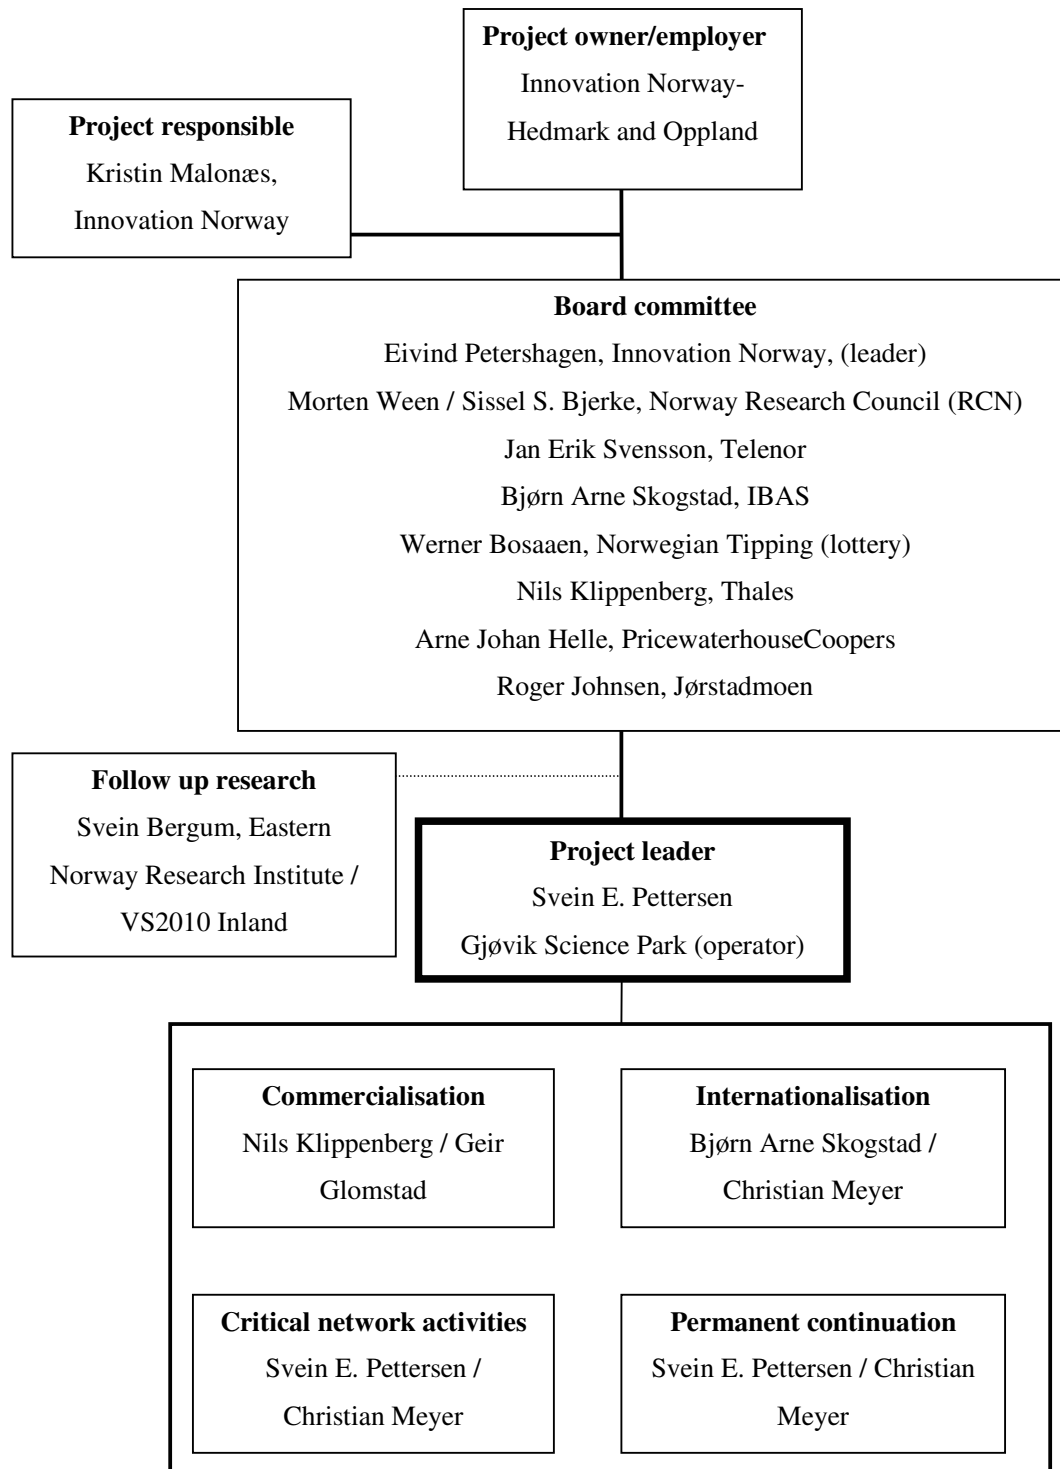 Project owner/employer
Innovation Norway-
Hedmark and Oppland
Project responsible
Kristin Malonæs,
Innovation Norway
Board committee
Eivind Petershagen, Innovation Norway, (leader)
Morten Ween / Sissel S. Bjerke, Norway Research Council (RCN)
Jan Erik Svensson, Telenor
Bjørn Arne Skogstad, IBAS
Werner Bosaaen, Norwegian Tipping (lottery)
Nils Klippenberg, Thales
Arne Johan Helle, PricewaterhouseCoopers
Roger Johnsen, Jørstadmoen
Follow up research
Svein Bergum, Eastern
Norway Research Institute /
VS2010 Inland
Project leader
Svein E. Pettersen
Gjøvik Science Park (operator)
Commercialisation
Nils Klippenberg / Geir
Glomstad
Internationalisation
Bjørn Arne Skogstad /
Christian Meyer
Critical network activities
Svein E. Pettersen /
Christian Meyer
Permanent continuation
Svein E. Pettersen / Christian
Meyer